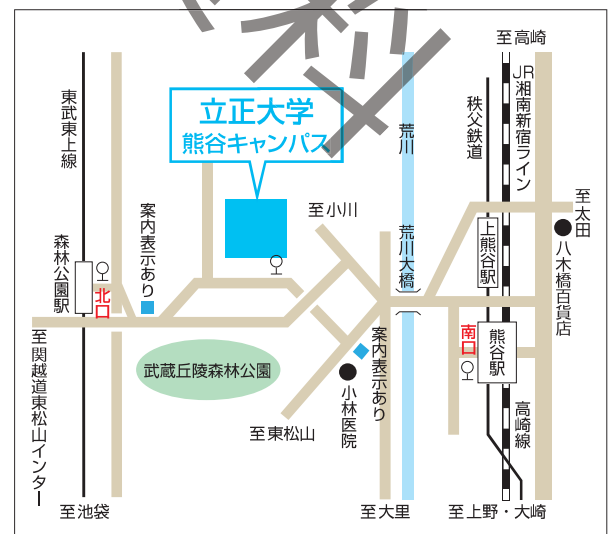 料
至高崎
JR湘南新宿ライン
秩父鉄道
荒川
立正大学
熊谷キャンパス
東武東上線
至太田
八木橋百貨店
上熊谷駅
荒川大橋
至小川
案内表示あり
森林公園駅
北口
南口
熊谷駅
案内表示あり
小林医院
武蔵丘陵森林公園
至東松山
至関越道東松山インター
高崎線
至池袋
至大里
至上野・大崎